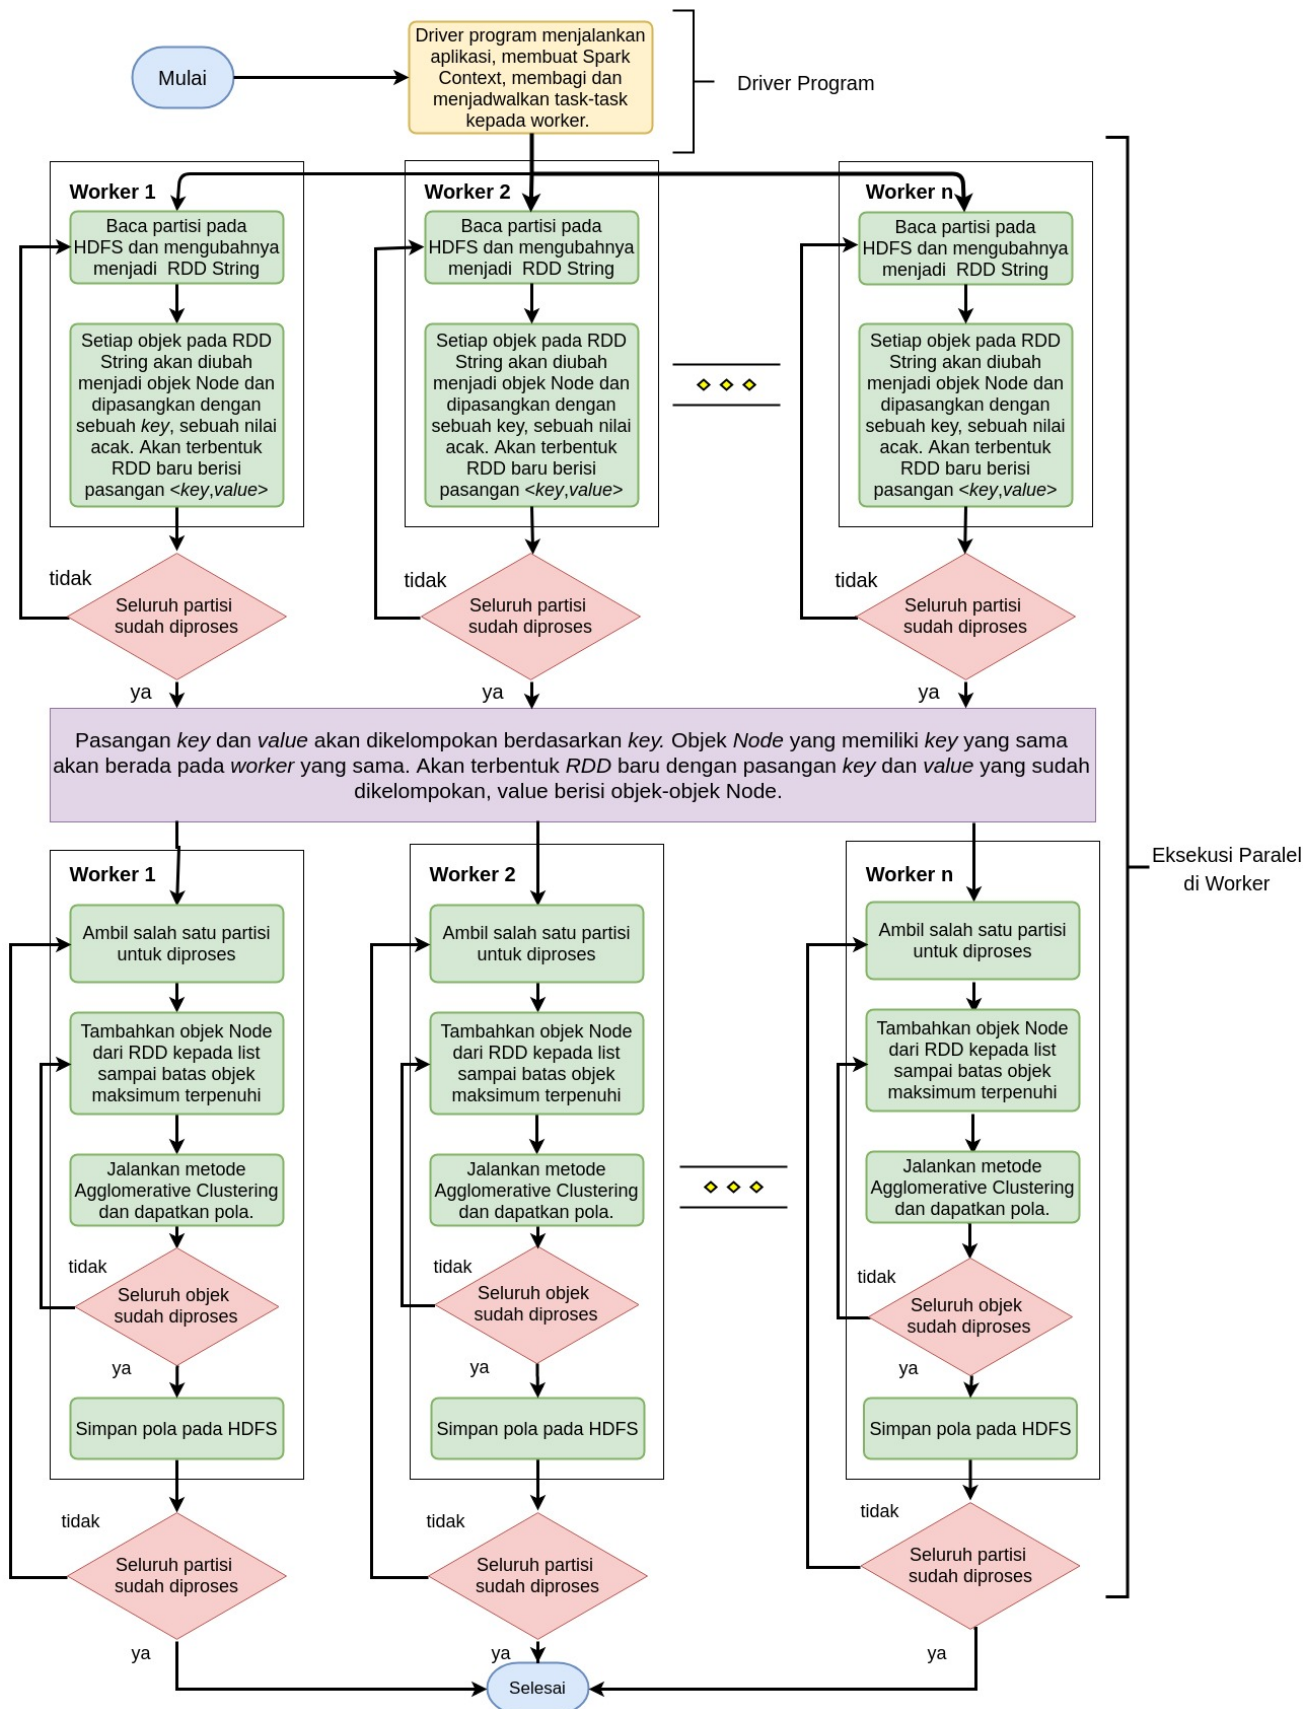 Mulai
Driver program menjalankan
aplikasi, membuat Spark
Context, membagi dan
menjadwalkan task-task
kepada worker.
Driver Program
Worker 1
Baca partisi pada
HDFS dan mengubahnya
menjadi RDD String
Setiap objek pada RDD
String akan diubah
menjadi objek Node dan
dipasangkan dengan
sebuah key, sebuah nilai
acak. Akan terbentuk
RDD baru berisi
pasangan <key,value>
tidak
Seluruh partisi
sudah diproses
ya
Worker 2
Baca partisi pada
HDFS dan mengubahnya
menjadi RDD String
Setiap objek pada RDD
String akan diubah
menjadi objek Node dan
dipasangkan dengan
sebuah key, sebuah nilai
acak. Akan terbentuk
RDD baru berisi
pasangan <key,value>
tidak
Seluruh partisi
sudah diproses
ya
Worker n
Baca partisi pada
HDFS dan mengubahnya
menjadi RDD String
Setiap objek pada RDD
String akan diubah
menjadi objek Node dan
dipasangkan dengan
sebuah key, sebuah nilai
acak. Akan terbentuk
RDD baru berisi
pasangan <key,value>
tidak
Seluruh partisi
sudah diproses
ya
Pasangan key dan value akan dikelompokan berdasarkan key. Objek Node yang memiliki key yang sama
akan berada pada worker yang sama. Akan terbentuk RDD baru dengan pasangan key dan value yang sudah
dikelompokan, value berisi objek-objek Node.
Eksekusi Paralel
di Worker
Worker 1
Ambil salah satu partisi
untuk diproses
Tambahkan objek Node
dari RDD kepada list
sampai batas objek
maksimum terpenuhi
Jalankan metode
Agglomerative Clustering
dan dapatkan pola.
tidak
Seluruh objek
sudah diproses
ya
Simpan pola pada HDFS
tidak
Seluruh partisi
sudah diproses
ya
Worker 2
Ambil salah satu partisi
untuk diproses
Tambahkan objek Node
dari RDD kepada list
sampai batas objek
maksimum terpenuhi
Jalankan metode
Agglomerative Clustering
dan dapatkan pola.
tidak
Seluruh objek
sudah diproses
ya
Simpan pola pada HDFS
tidak
Seluruh partisi
sudah diproses
ya
Worker n
Ambil salah satu partisi
untuk diproses
Tambahkan objek Node
dari RDD kepada list
sampai batas objek
maksimum terpenuhi
Jalankan metode
Agglomerative Clustering
dan dapatkan pola.
tidak
Seluruh objek
sudah diproses
ya
Simpan pola pada HDFS
tidak
Seluruh partisi
sudah diproses
ya
Selesai